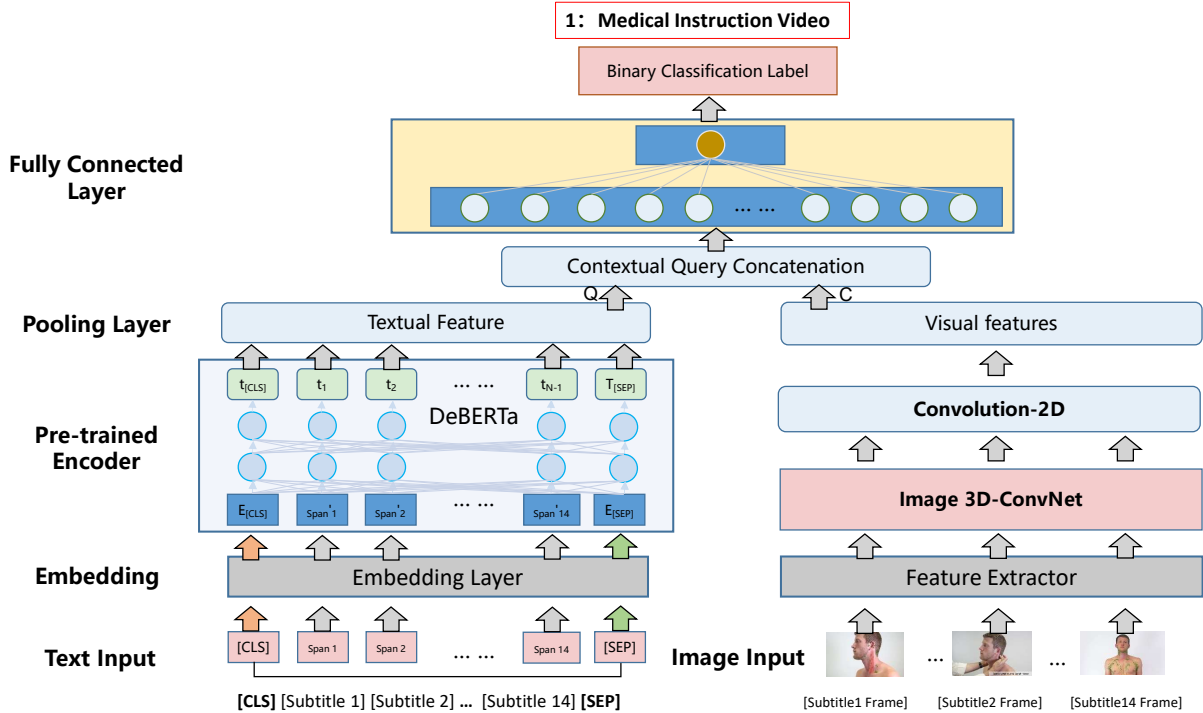 1: Medical Instruction Video
Binary Classification Label
Fully Connected
Layer
... ...
Contextual Query Concatenation
Q
C
Pooling Layer
Textual Feature
Visual features
t[CLS] t1 t2 ... ... tN-1 T[SEP]
DeBERTa
Convolution-2D
Pre-trained
Encoder
Image 3D-ConvNet
E[CLS] Span'1 Span'2 ... ... Span'14 E[SEP]
Embedding
Embedding Layer
Feature Extractor
Text Input
[CLS] Span 1 Span 2 ... ... Span 14 [SEP]
Image Input
... ...
[CLS] [Subtitle 1] [Subtitle 2] ... [Subtitle 14] [SEP]
[Subtitle1 Frame] [Subtitle2 Frame] [Subtitle14 Frame]